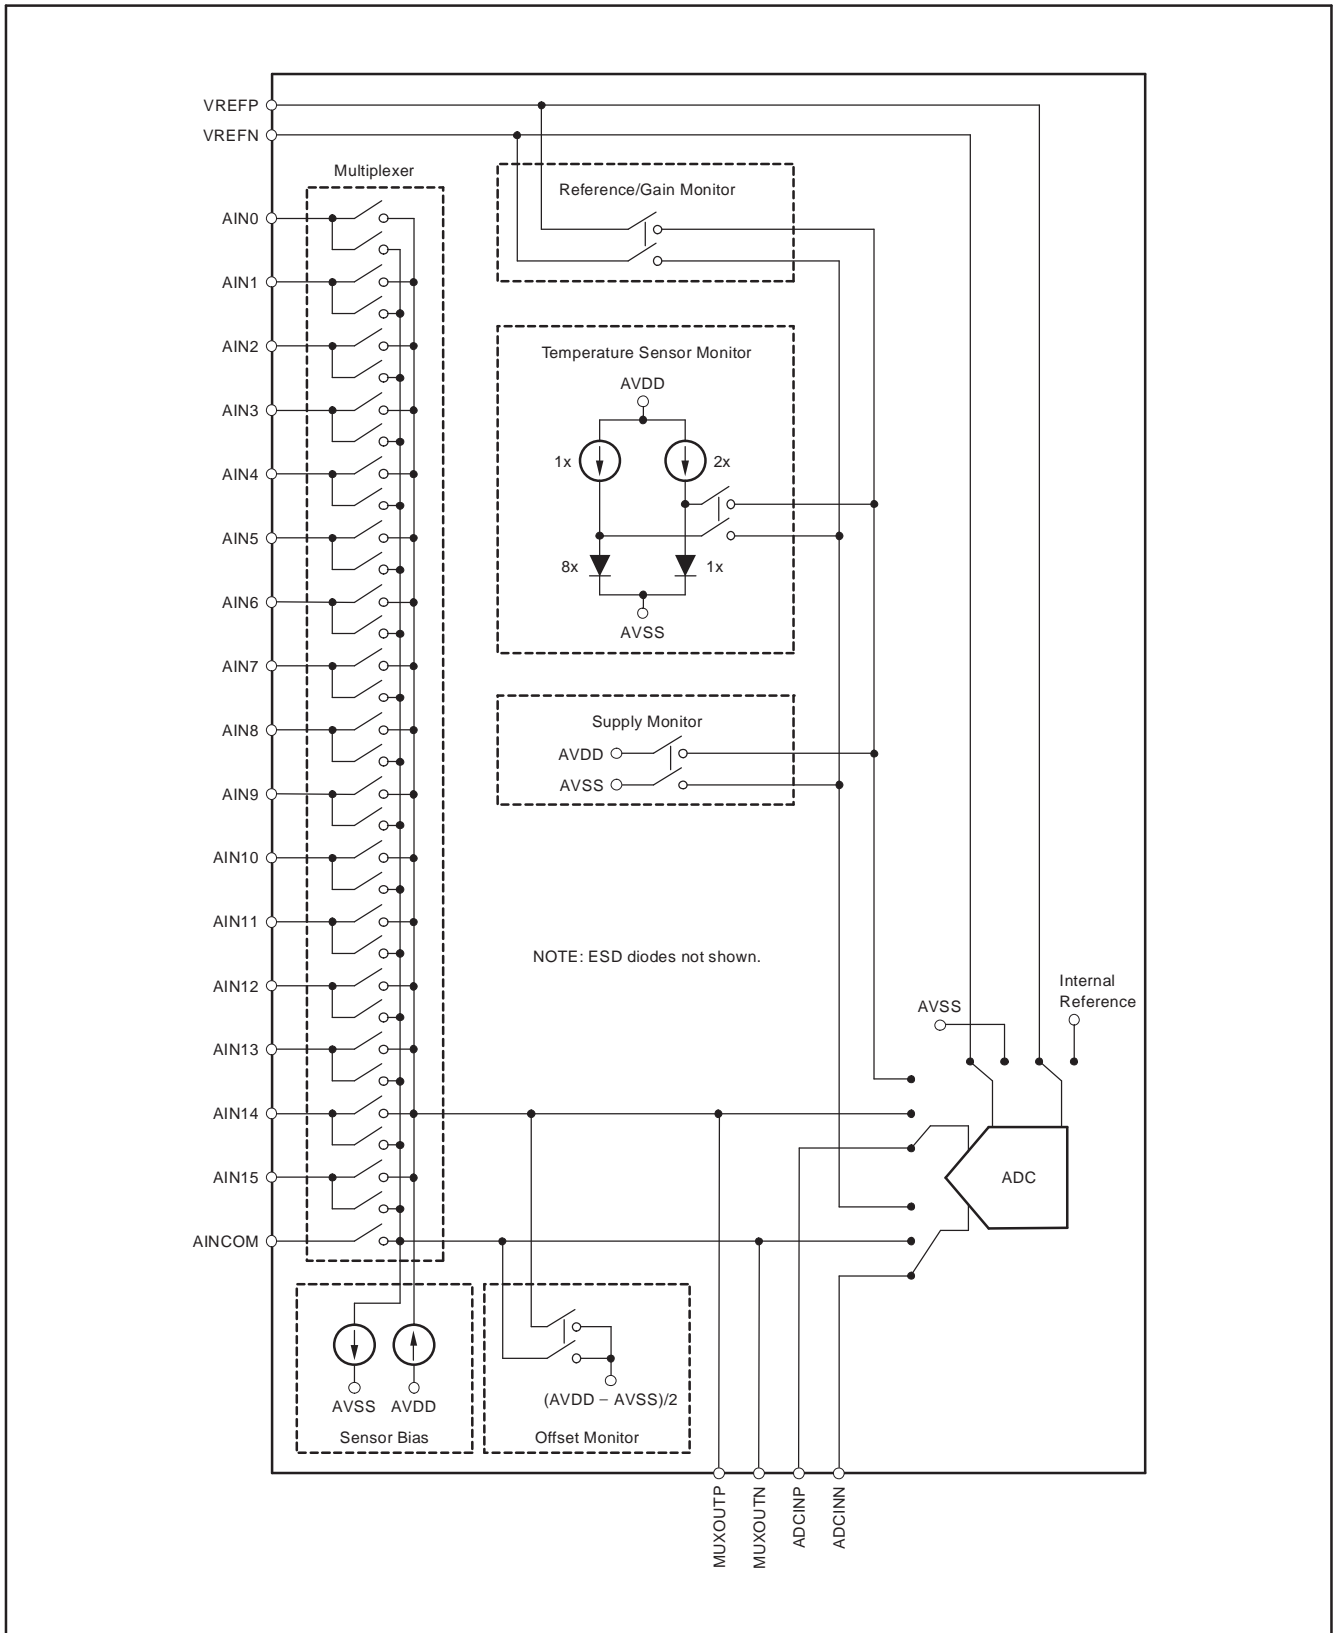 VREFP
VREFN
Multiplexer
Reference/Gain Monitor
AIN0
AIN1
AIN2
AIN3
AIN4
AIN5
AIN6
AIN7
AIN8
AIN9
AIN10
AIN11
AIN12
AIN13
AIN14
AIN15
AINCOM
Temperature Sensor Monitor
AVDD
1x
2x
8x
1x
AVSS
Supply Monitor
AVDD
AVSS
NOTE: ESD diodes not shown.
Internal
Reference
AVSS
ADC
AVSS
AVDD
Sensor Bias
(AVDD − AVSS)/2
Offset Monitor
MUXOUTP
MUXOUTN
ADCINP
ADCINN